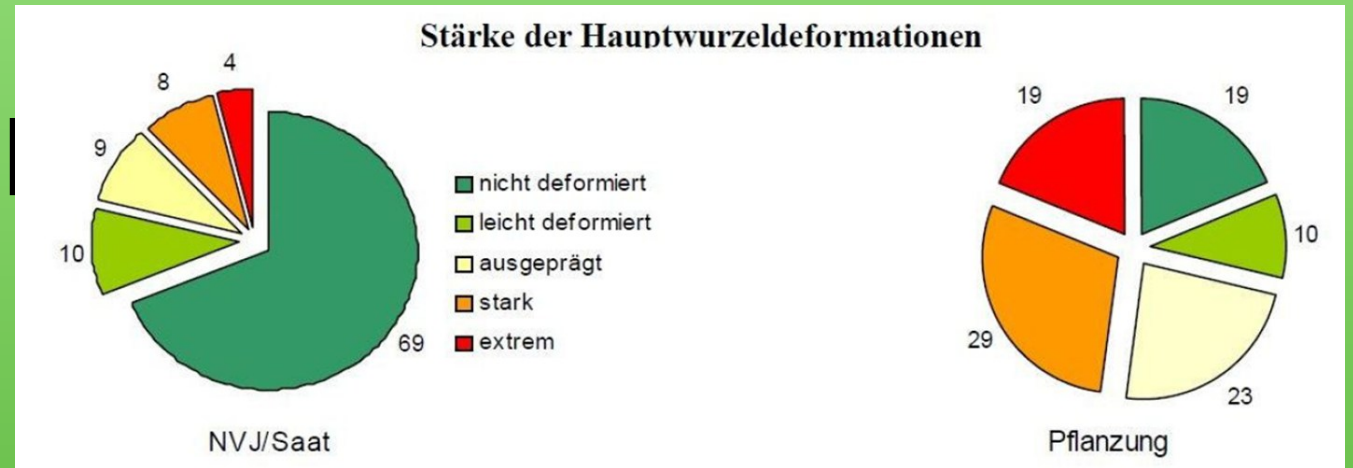 Stärke der Hauptwurzeldeformationen
4
8
9
10
69
nicht deformiert
leicht deformiert
ausgeprägt
stark
extrem
NVJ/Saat
19
19
10
29
23
Pflanzung